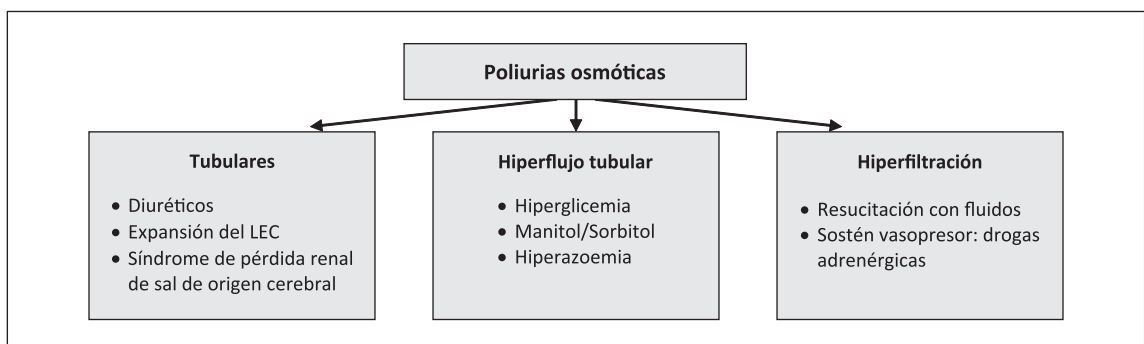 Poliurias osmóticas
Tubulares
• Diuréticos
• Expansión del LEC
• Síndrome de pérdida renal
de sal de origen cerebral
Hiperflujo tubular
• Hiperglicemia
• Manitol/Sorbitol
• Hiperazoemia
Hiperfiltración
• Resucitación con fluidos
• Sostén vasopresor: drogas
adrenérgicas